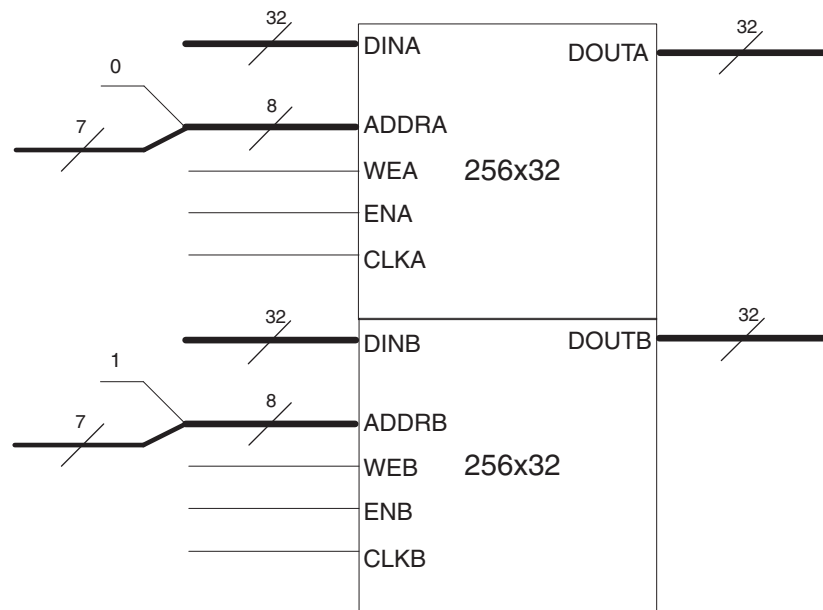 32
DINA
DOUTA
32
0
7
8
ADDRA
WEA
256x32
ENA
CLKA
32
DINB
DOUTB
32
1
7
8
ADDRB
WEB
256x32
ENB
CLKB